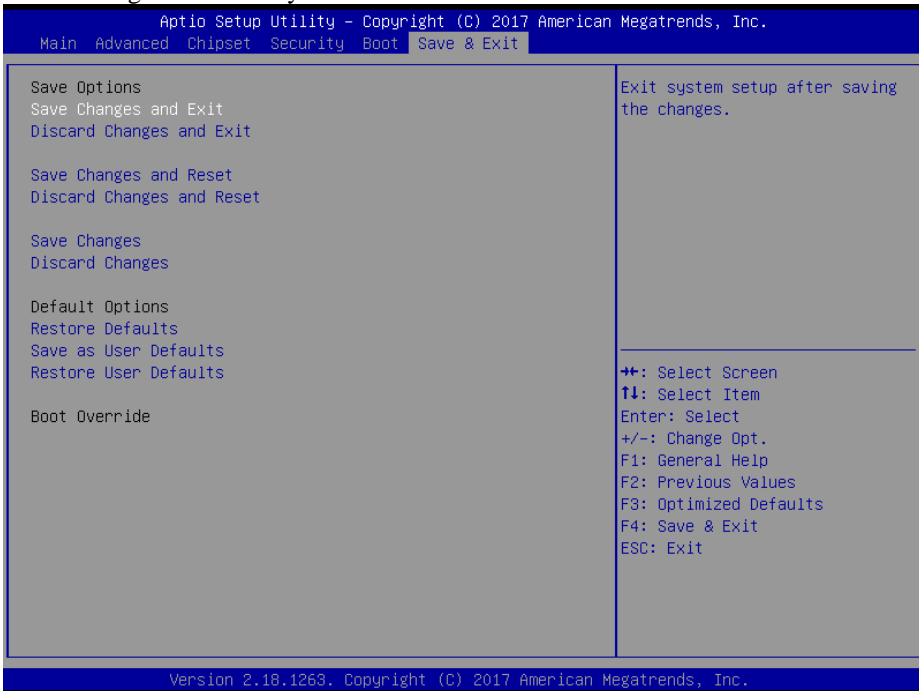 Aptio Setup Utility – Copyright (C) 2017 American Megatrends, Inc.
Main Advanced Chipset Security Boot Save & Exit
Save Options
Save Changes and Exit
Discard Changes and Exit
Save Changes and Reset
Discard Changes and Reset
Save Changes
Discard Changes
Default Options
Restore Defaults
Save as User Defaults
Restore User Defaults
Boot Override
Exit system setup after saving
the changes.
→←: Select Screen
↑↓: Select Item
Enter: Select
+/-: Change Opt.
F1: General Help
F2: Previous Values
F3: Optimized Defaults
F4: Save & Exit
ESC: Exit
Version 2.18.1263. Copyright (C) 2017 American Megatrends, Inc.